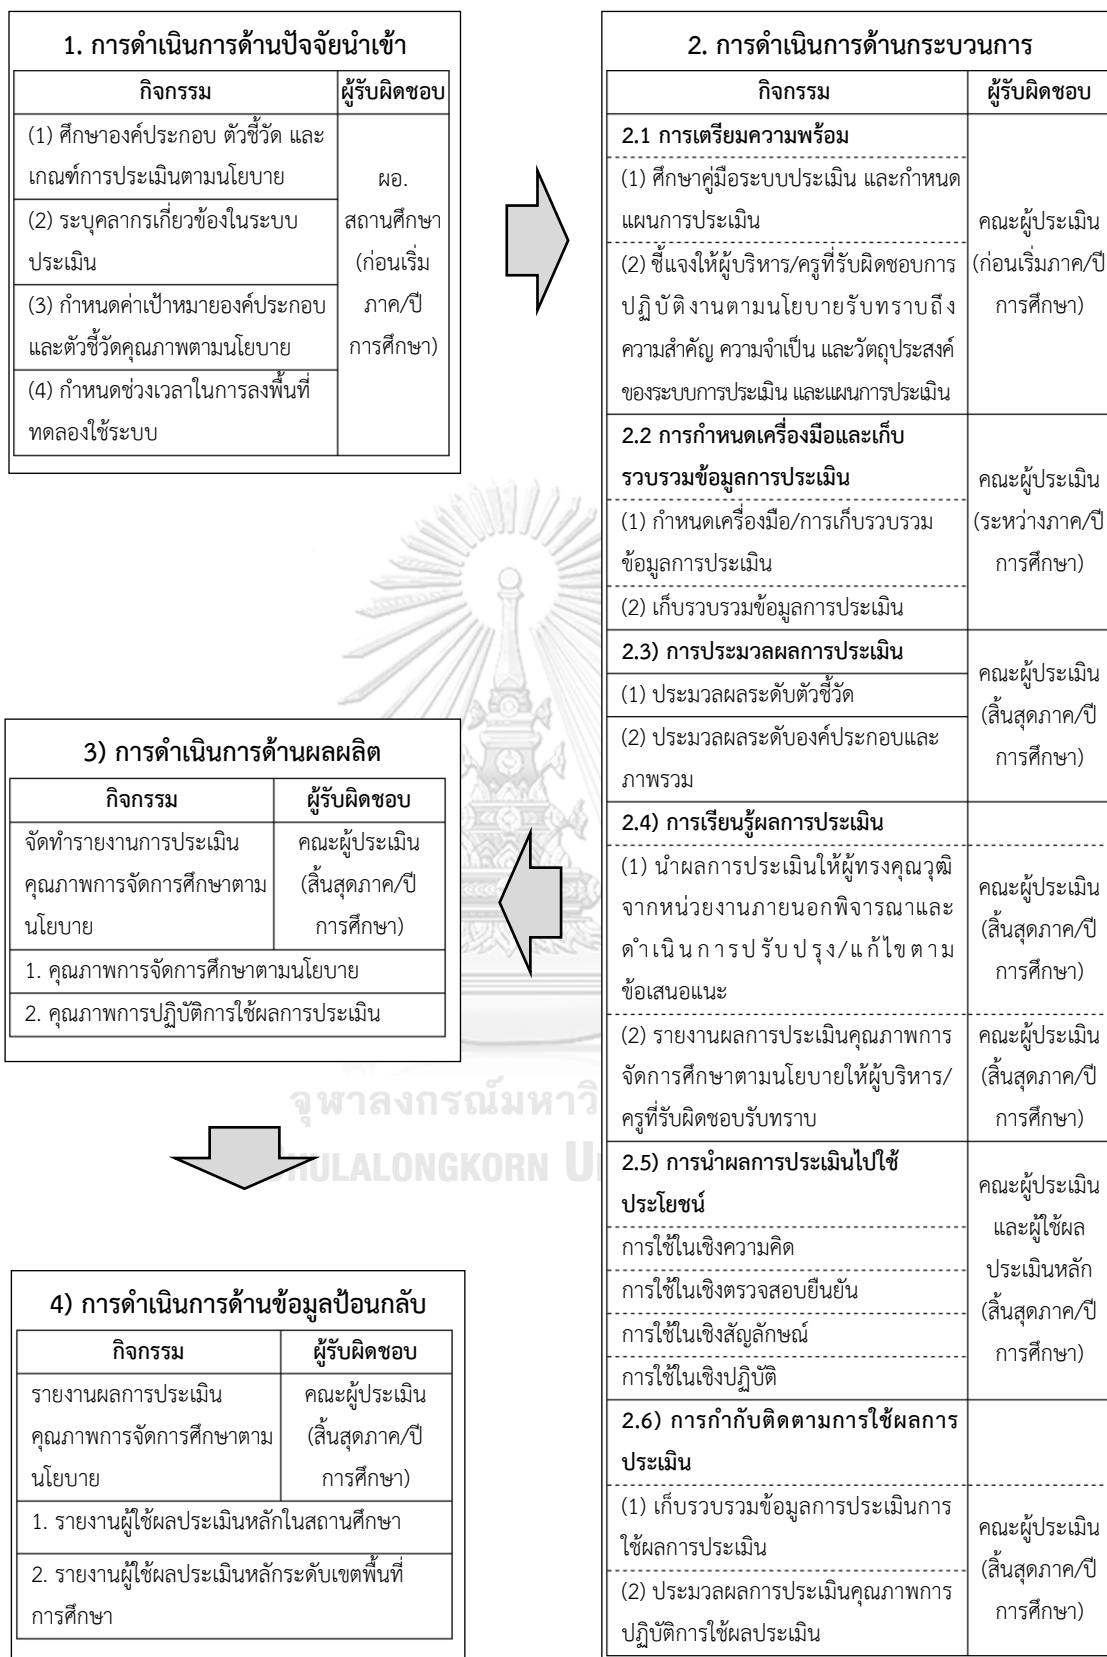 1. การดำเนินการด้านปัจจัยนำเข้า
กิจกรรม
ผู้รับผิดชอบ
(1) ศึกษาองค์ประกอบ ตัวชี้วัด และ
เกณฑ์การประเมินตามนโยบาย
(2) ระบุคลากรเกี่ยวข้องในระบบ
ประเมิน
(3) กำหนดค่าเป้าหมายองค์ประกอบ
และตัวชี้วัดคุณภาพตามนโยบาย
(4) กำหนดช่วงเวลาในการลงพื้นที่
ทดลองใช้ระบบ
ผอ.
สถานศึกษา
(ก่อนเริ่ม
ภาค/ปี
การศึกษา)
2. การดำเนินการด้านกระบวนการ
กิจกรรม
ผู้รับผิดชอบ
2.1 การเตรียมความพร้อม
(1) ศึกษาคู่มือระบบประเมิน และกำหนด
แผนการประเมิน
(2) ชี้แจงให้ผู้บริหาร/ครูที่รับผิดชอบการ
ปฏิบัติงานตามนโยบายรับทราบถึง
ความสำคัญ ความจำเป็น และวัตถุประสงค์
ของระบบการประเมิน และแผนการประเมิน
คณะผู้ประเมิน
(ก่อนเริ่มภาค/ปี
การศึกษา)
2.2 การกำหนดเครื่องมือและเก็บ
รวบรวมข้อมูลการประเมิน
(1) กำหนดเครื่องมือ/การเก็บรวบรวม
ข้อมูลการประเมิน
(2) เก็บรวบรวมข้อมูลการประเมิน
คณะผู้ประเมิน
(ระหว่างภาค/ปี
การศึกษา)
2.3) การประมวลผลการประเมิน
(1) ประมวลผลระดับตัวชี้วัด
(2) ประมวลผลระดับองค์ประกอบและ
ภาพรวม
คณะผู้ประเมิน
(สิ้นสุดภาค/ปี
การศึกษา)
2.4) การเรียนรู้ผลการประเมิน
(1) นำผลการประเมินให้ผู้ทรงคุณวุฒิ
จากหน่วยงานภายนอกพิจารณาและ
ดำเนินการปรับปรุง/แก้ไขตาม
ข้อเสนอแนะ
คณะผู้ประเมิน
(สิ้นสุดภาค/ปี
การศึกษา)
(2) รายงานผลการประเมินคุณภาพการ
จัดการศึกษาตามนโยบายให้ผู้บริหาร/
ครูที่รับผิดชอบรับทราบ
คณะผู้ประเมิน
(สิ้นสุดภาค/ปี
การศึกษา)
2.5) การนำผลการประเมินไปใช้
ประโยชน์
การใช้ในเชิงความคิด
การใช้ในเชิงตรวจสอบยืนยัน
การใช้ในเชิงสัญลักษณ์
การใช้ในเชิงปฏิบัติ
คณะผู้ประเมิน
และผู้ใช้ผล
ประเมินหลัก
(สิ้นสุดภาค/ปี
การศึกษา)
2.6) การกำกับติดตามการใช้ผลการ
ประเมิน
(1) เก็บรวบรวมข้อมูลการประเมินการ
ใช้ผลการประเมิน
(2) ประมวลผลการประเมินคุณภาพการ
ปฏิบัติการใช้ผลประเมิน
คณะผู้ประเมิน
(สิ้นสุดภาค/ปี
การศึกษา)
3) การดำเนินการด้านผลผลิต
กิจกรรม
ผู้รับผิดชอบ
จัดทำรายงานการประเมิน
คุณภาพการจัดการศึกษาตาม
นโยบาย
คณะผู้ประเมิน
(สิ้นสุดภาค/ปี
การศึกษา)
1. คุณภาพการจัดการศึกษาตามนโยบาย
2. คุณภาพการปฏิบัติการใช้ผลการประเมิน
จุฬาลงกรณ์มหาวิ
HULALONGKORN U
4) การดำเนินการด้านข้อมูลป้อนกลับ
กิจกรรม
ผู้รับผิดชอบ
รายงานผลการประเมิน
คุณภาพการจัดการศึกษาตาม
นโยบาย
คณะผู้ประเมิน
(สิ้นสุดภาค/ปี
การศึกษา)
1. รายงานผู้ใช้ผลประเมินหลักในสถานศึกษา
2. รายงานผู้ใช้ผลประเมินหลักระดับเขตพื้นที่
การศึกษา